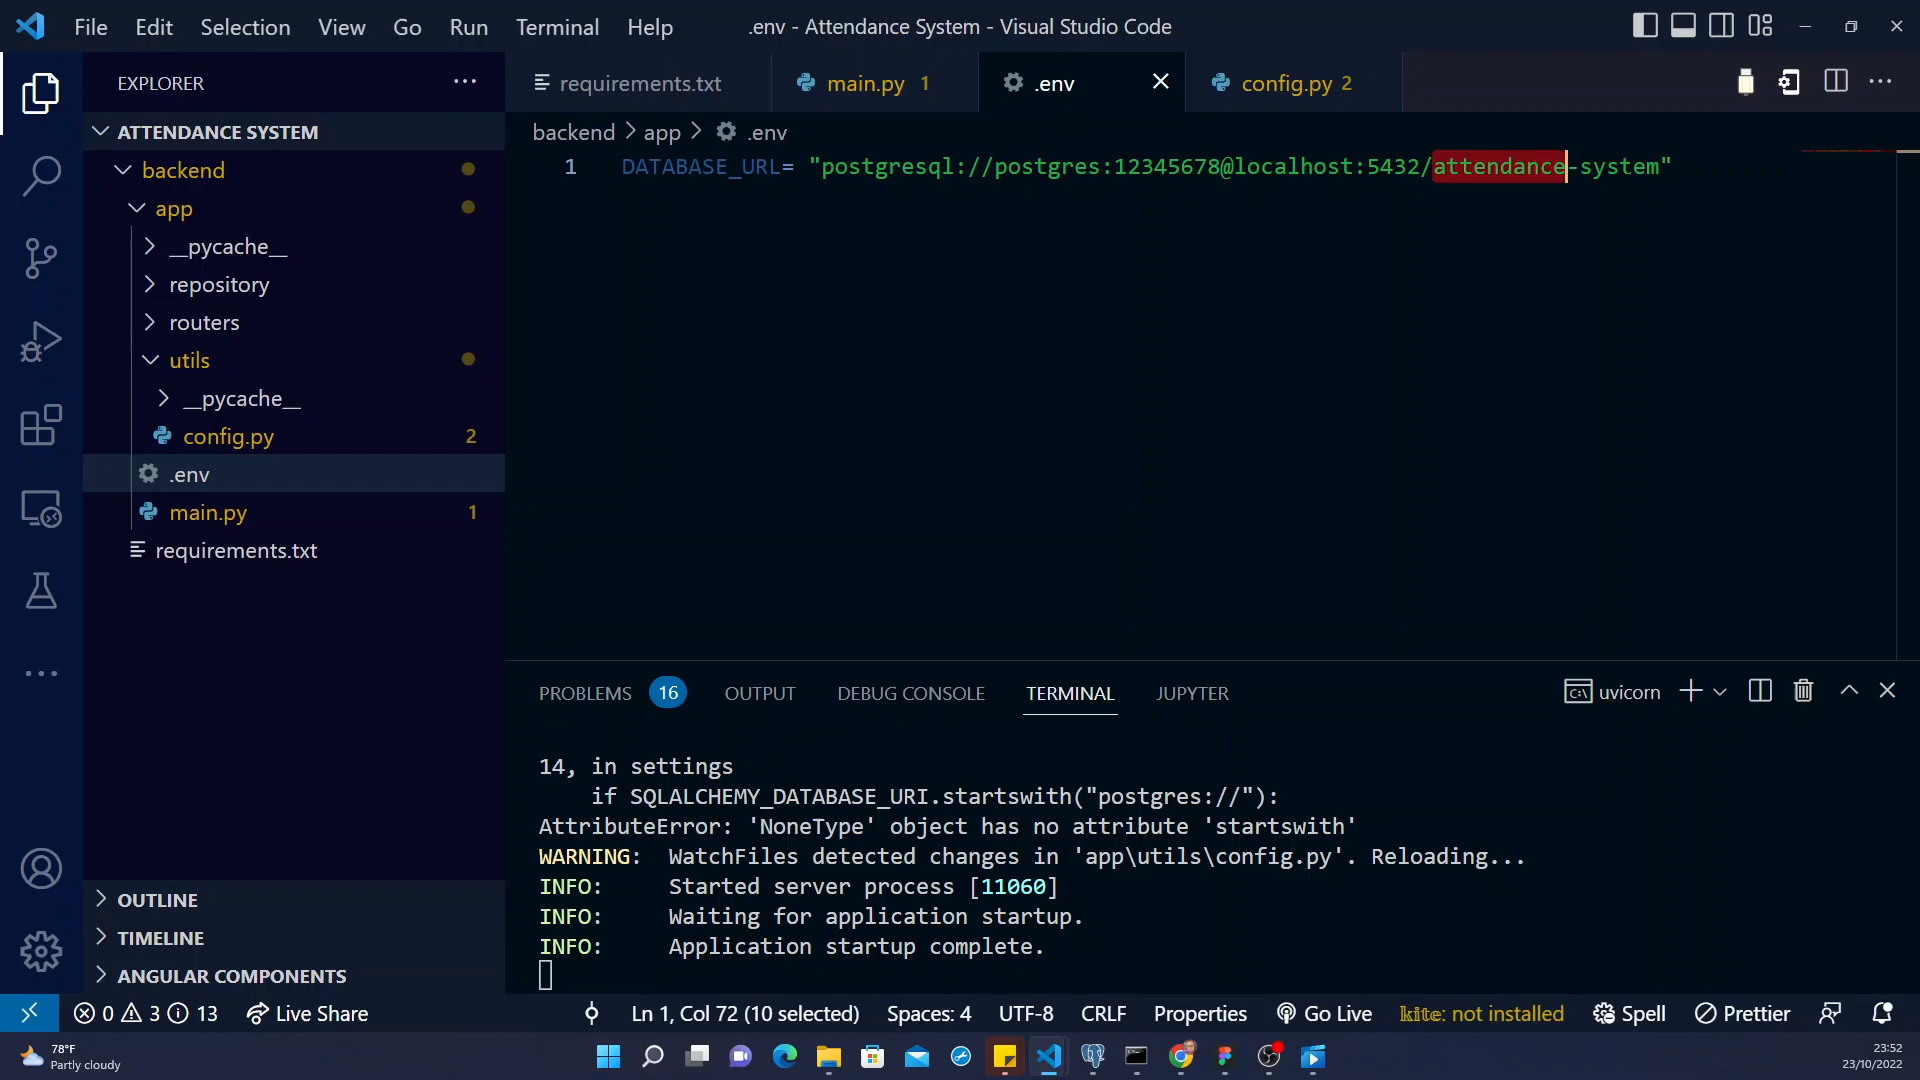 File Edit Selection View Go Run Terminal Help .env - Attendance System - Visual Studio Code
EXPLORER
requirements.txt main.py 1 .env config.py 2
ATTENDANCE SYSTEM
backend > app > .env
backend
1 DATABASE_URL= "postgresql://postgres:12345678@localhost:5432/attendance-system"
app
__pycache__
repository
routers
utils
__pycache__
config.py 2
.env
main.py 1
requirements.txt
PROBLEMS 16 OUTPUT DEBUG CONSOLE TERMINAL JUPYTER uvicorn
14, in settings
if SQLALCHEMY_DATABASE_URI.startswith("postgres://"):
AttributeError: 'NoneType' object has no attribute 'startswith'
WARNING: WatchFiles detected changes in 'app\utils\config.py'. Reloading...
INFO: Started server process [11060]
INFO: Waiting for application startup.
INFO: Application startup complete.
OUTLINE
TIMELINE
ANGULAR COMPONENTS
0 3 13 Live Share Ln 1, Col 72 (10 selected) Spaces: 4 UTF-8 CRLF Properties Go Live kite: not installed Spell Prettier
78°F
Partly cloudy
23:52
23/10/2022